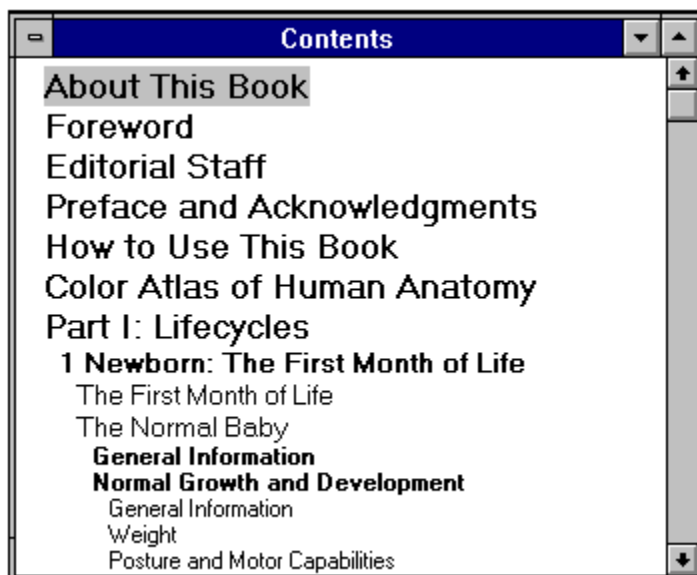 Contents
About This Book
Foreword
Editorial Staff
Preface and Acknowledgments
How to Use This Book
Color Atlas of Human Anatomy
Part I: Lifecycles
1 Newborn: The First Month of Life
The First Month of Life
The Normal Baby
General Information
Normal Growth and Development
General Information
Weight
Posture and Motor Capabilities